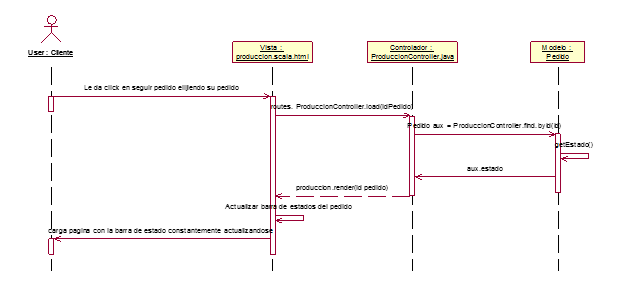 User : Cliente
Vista :
produccion.scala.html
Controlador :
ProduccionController.java
Modelo :
Pedido
Le da click en seguir pedido elijiendo su pedido
routes. ProduccionController.load(idPedido)
Pedido aux = ProduccionController.find.byId(id)
getEstado()
aux.estado
produccion.render(Id pedido)
Actualizar barra de estados del pedido
carga pagina con la barra de estado constantemente actualizandose